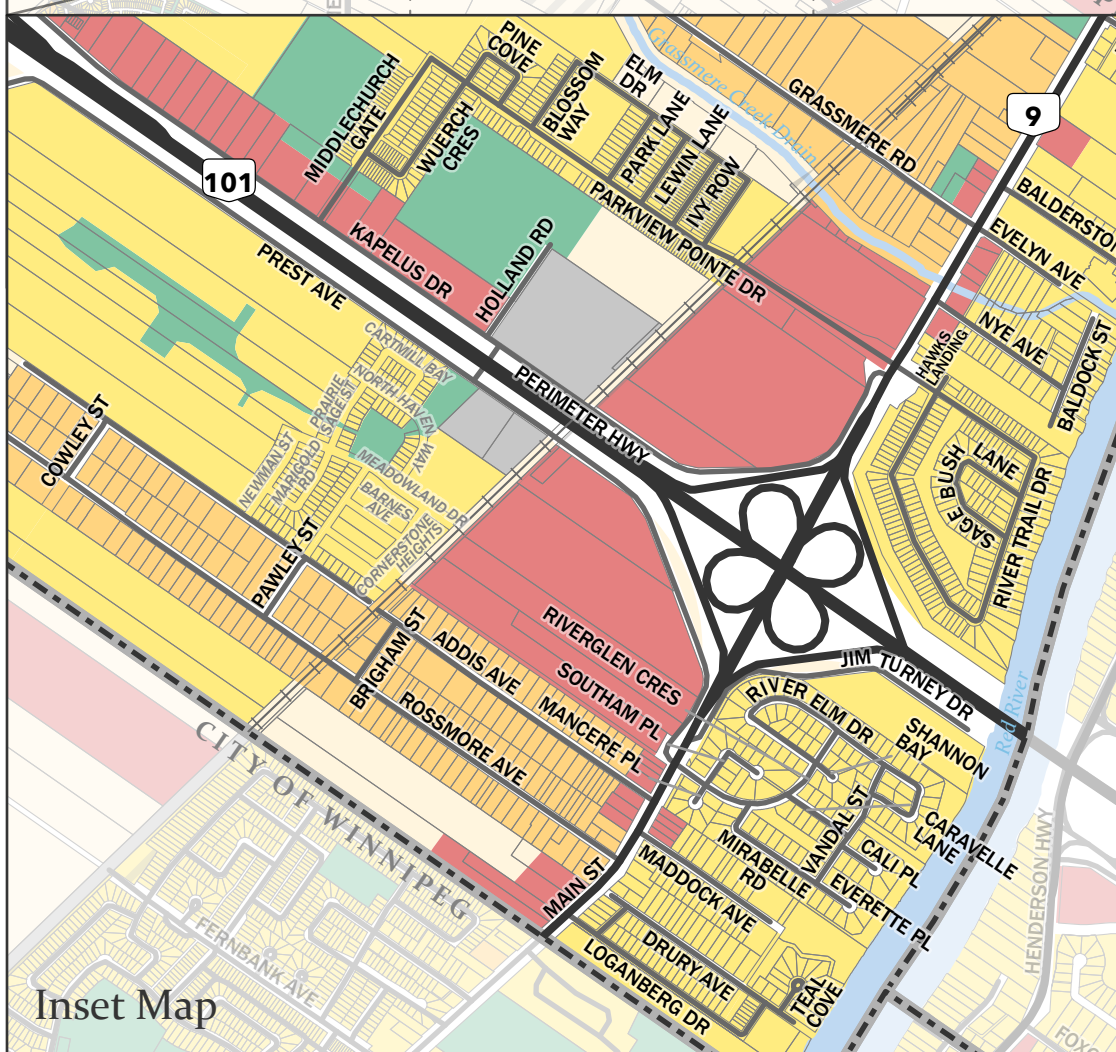 PINE
COVE
BLOSSOM
WAY
ELM
DR
Grassmere Creek Drain
GRASSMERE RD
9
MIDDLECHURCH
GATE
WUERCH
CRES
PARK LANE
LEWIN LANE
IVY ROW
101
PARKVIEW POINTE DR
BALDERSTO
EVELYN AVE
KAPELUS DR
HOLLAND RD
PREST AVE
NYE AVE
HAWKS
LANDING
BALDOCK ST
CARTMILL BAY
NORTH HAVEN
WAY
PRAIRIE
SAGE ST
PERIMETER HWY
COWLEY ST
NEWMAN ST
MARIGOLD
RD
MEADOWLAND DR
BARNES
AVE
CORNERSTONE
HEIGHTS
SAGE BUSH
LANE
RIVER TRAIL DR
PAWLEY ST
BRIGHAM ST
ADDIS AVE
RIVERGLEN CRES
SOUTHAM PL
MANCERE PL
ROSSMORE AVE
JIM TURNEY DR
RIVER ELM DR
SHANNON
BAY
Red River
CITY OF WINNIPEG
VANDAL ST
CARAVELLE
LANE
CALI PL
MIRABELLE
RD
EVERETTE PL
MADDOCK AVE
MAIN ST
HENDERSON HWY
FERNBANK AVE
DRURY AVE
LOGANBERG DR
TEAL
COVE
Inset Map
FOXG